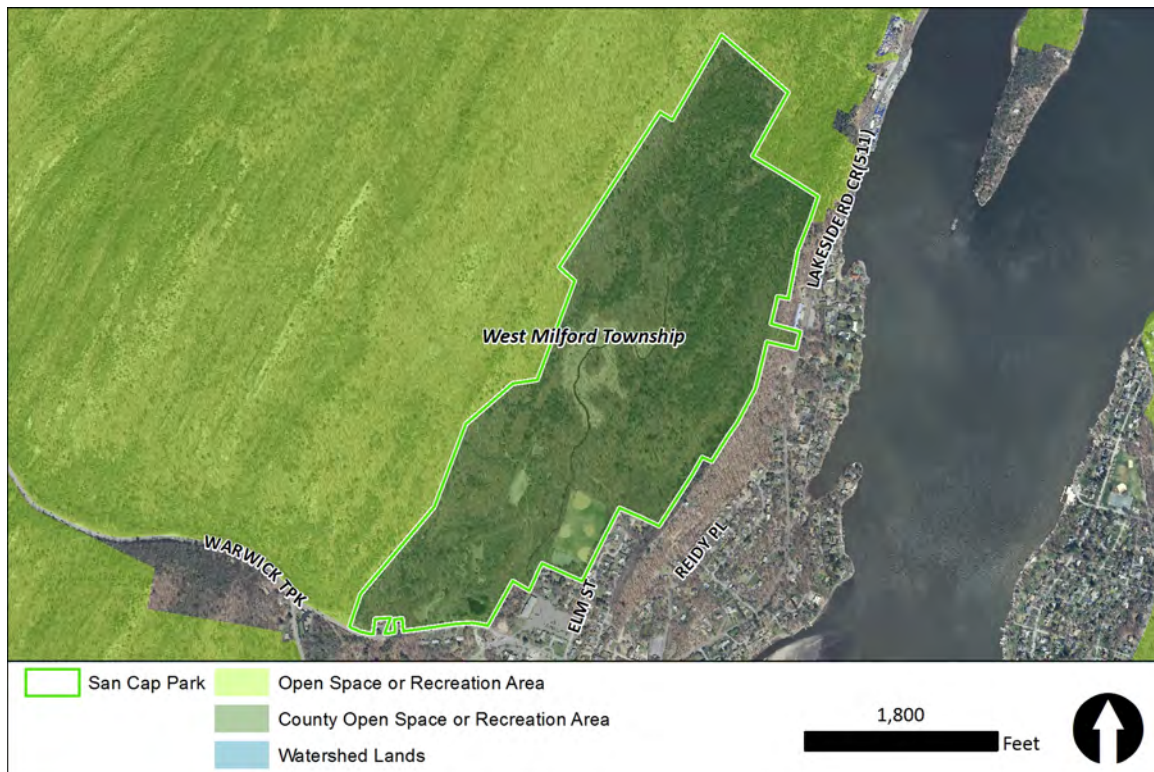 LAKESIDE RD CR(511)
West Milford Township
WARWICK TPK
REIDY PL
ELM ST
San Cap Park
Open Space or Recreation Area
County Open Space or Recreation Area
Watershed Lands
1,800
Feet